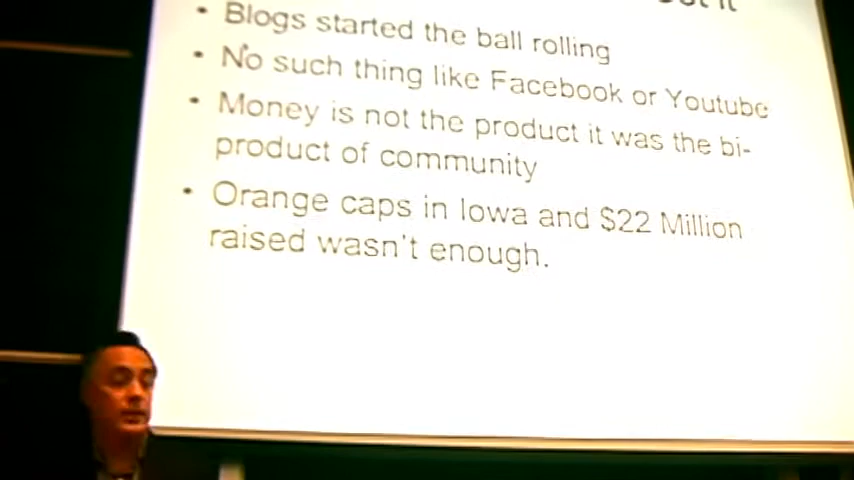 • Blogs started the ball rolling
• No such thing like Facebook or Youtube
• Money is not the product it was the bi-
product of community
• Orange caps in Iowa and $22 Million
raised wasn't enough.